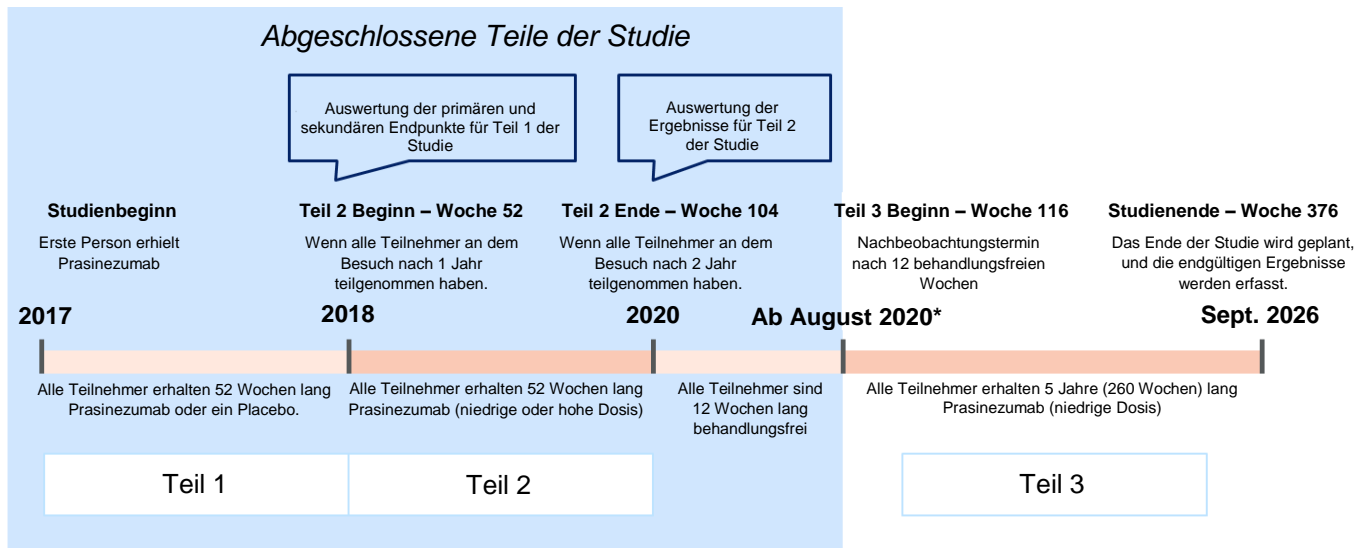 Abgeschlossene Teile der Studie
Auswertung der primären und
sekundären Endpunkte für Teil 1 der
Studie
Auswertung der
Ergebnisse für Teil 2
der Studie
Studienbeginn
Erste Person erhielt
Prasinezumab
Teil 2 Beginn – Woche 52
Wenn alle Teilnehmer an dem
Besuch nach 1 Jahr
teilgenommen haben.
Teil 2 Ende – Woche 104
Wenn alle Teilnehmer an dem
Besuch nach 2 Jahr
teilgenommen haben.
Teil 3 Beginn – Woche 116
Nachbeobachtungstermin
nach 12 behandlungsfreien
Wochen
Studienende – Woche 376
Das Ende der Studie wird geplant,
und die endgültigen Ergebnisse
werden erfasst.
2017
2018
2020
Ab August 2020*
Sept. 2026
Alle Teilnehmer erhalten 52 Wochen lang
Prasinezumab oder ein Placebo.
Alle Teilnehmer erhalten 52 Wochen lang
Prasinezumab (niedrige oder hohe Dosis)
Alle Teilnehmer sind
12 Wochen lang
behandlungsfrei
Alle Teilnehmer erhalten 5 Jahre (260 Wochen) lang
Prasinezumab (niedrige Dosis)
Teil 1
Teil 2
Teil 3